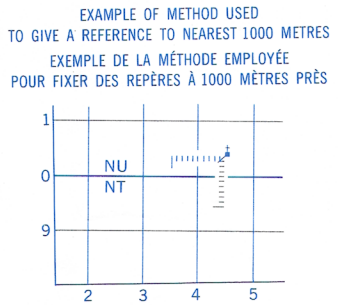 EXAMPLE OF METHOD USED
TO GIVE A REFERENCE TO NEAREST 1000 METRES
EXEMPLE DE LA MÉTHODE EMPLOYÉE
POUR FIXER DES REPÈRES À 1000 MÈTRES PRÈS
1
NU
0
NT
9
2 3 4 5